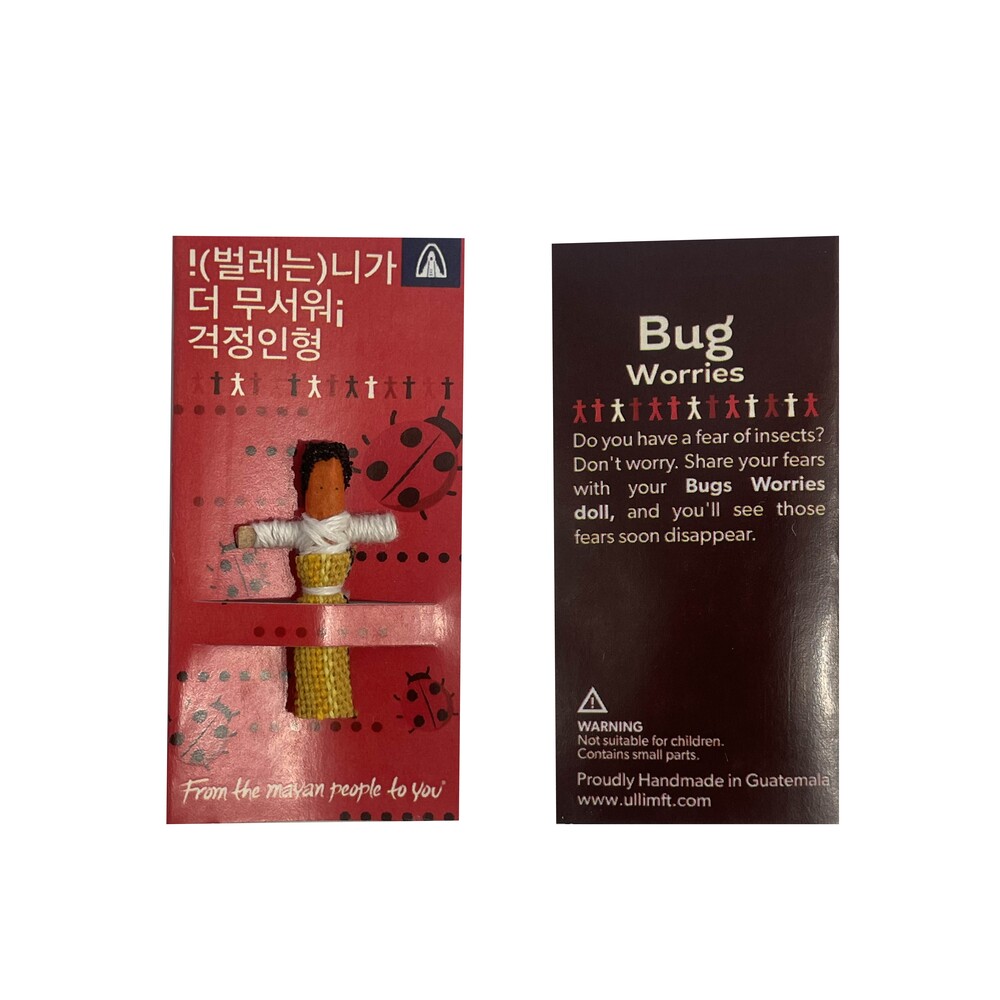 !(벌레는)니가
더 무서워¡
걱정인형
From the mayan people to you
Bug
Worries
Do you have a fear of insects?
Don't worry. Share your fears
with your Bugs Worries
doll, and you'll see those
fears soon disappear.
WARNING
Not suitable for children.
Contains small parts.
Proudly Handmade in Guatemala
www.ullimft.com